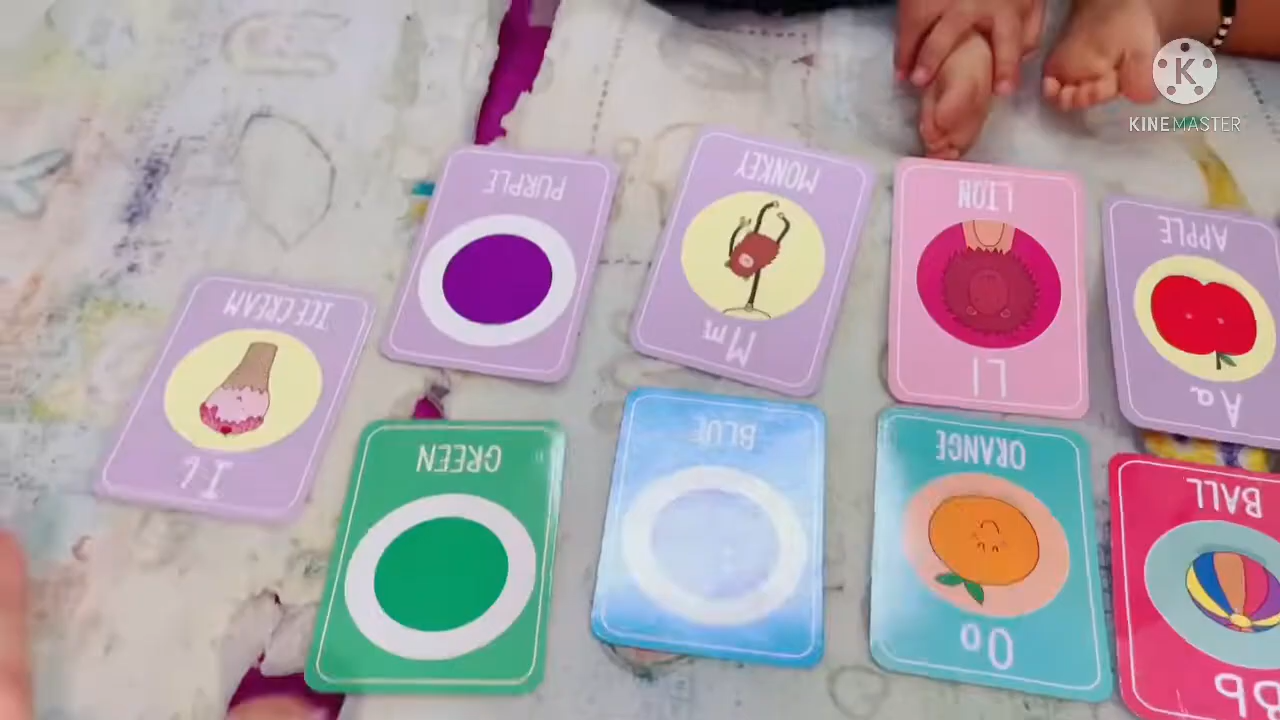 KINEMASTER
PURPLE
MONKEY
Mm
LION
Ll
APPLE
Aa
ICE CREAM
Ii
GREEN
BLUE
ORANGE
Oo
BALL
Bb